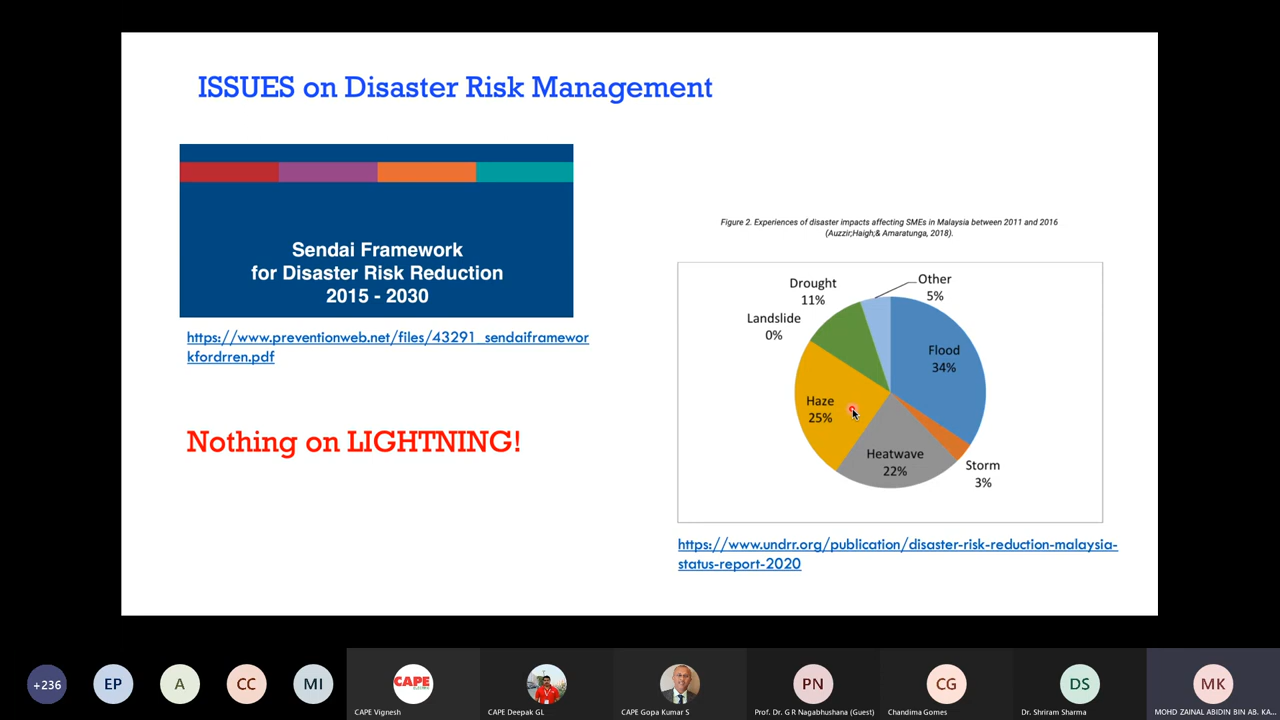 ISSUES on Disaster Risk Management
Sendai Framework
for Disaster Risk Reduction
2015 - 2030
https://www.preventionweb.net/files/43291_sendaiframewor
kfordrren.pdf
Nothing on LIGHTNING!
Figure 2. Experiences of disaster impacts affecting SMEs in Malaysia between 2011 and 2016
(Auzzir;Haigh;& Amaratunga, 2018).
Drought
11%
Other
5%
Landslide
0%
Flood
34%
Haze
25%
Heatwave
22%
Storm
3%
https://www.undrr.org/publication/disaster-risk-reduction-malaysia-
status-report-2020
+236
EP
A
CC
MI
CAPE
CAPE Vignesh
CAPE Deepak GL
CAPE Gopa Kumar S
PN
Prof. Dr. G R Nagabhushana (Guest)
CG
Chandima Gomes
DS
Dr. Shriram Sharma
MK
MOHD ZAINAL ABIDIN BIN AB. KA...